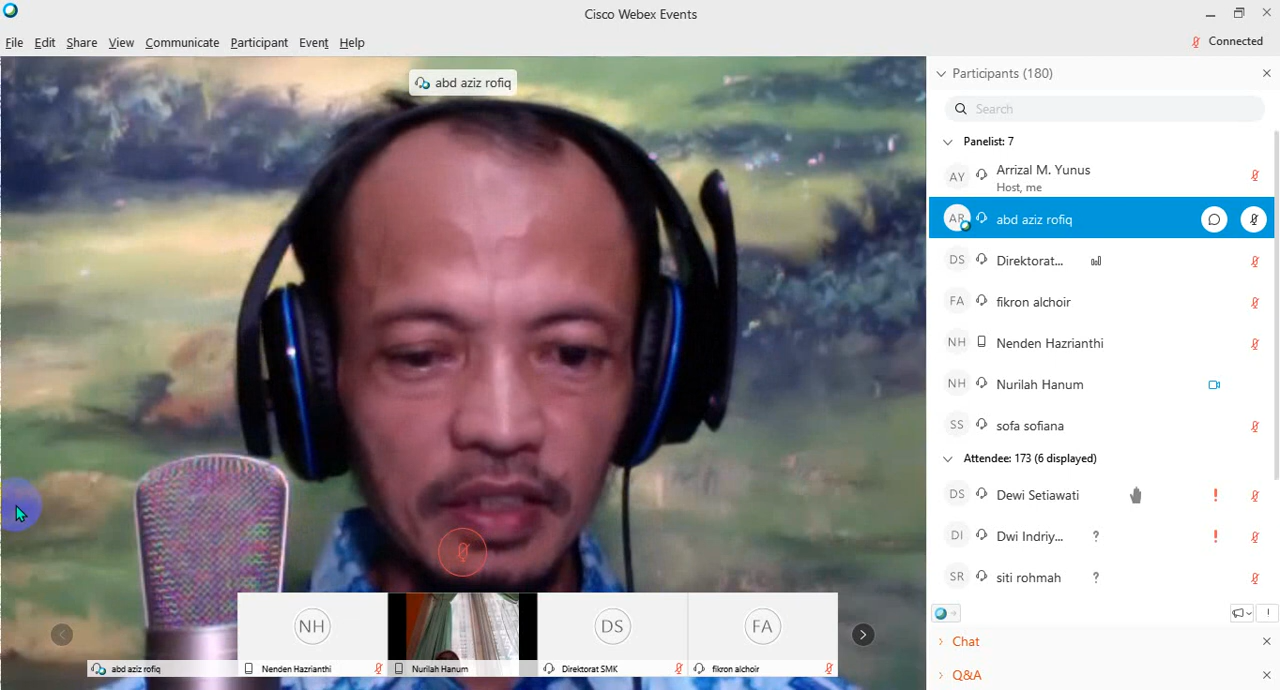 Cisco Webex Events
File Edit Share View Communicate Participant Event Help
Connected
abd aziz rofiq
Participants (180)
Search
Panelist: 7
AY Arrizal M. Yunus
Host, me
AR abd aziz rofiq
DS Direktorat...
FA fikron alchoir
NH Nenden Hazrianthi
NH Nurilah Hanum
SS sofa sofiana
Attendee: 173 (6 displayed)
DS Dewi Setiawati !
DI Dwi Indriy... ? !
SR siti rohmah ?
!
Chat
Q&A
NH DS FA
abd aziz rofiq Nenden Hazrianthi Nurilah Hanum Direktorat SMK fikron alchoir